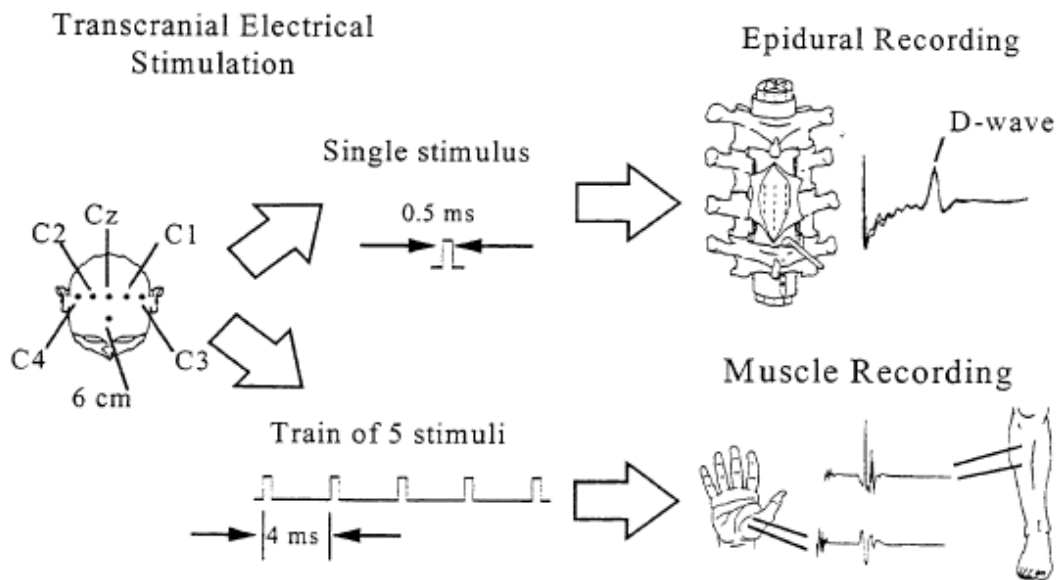 Transcranial Electrical
Stimulation
Epidural Recording
D-wave
Single stimulus
0.5 ms
Cz
C2
C1
C4
C3
6 cm
Muscle Recording
Train of 5 stimuli
4 ms